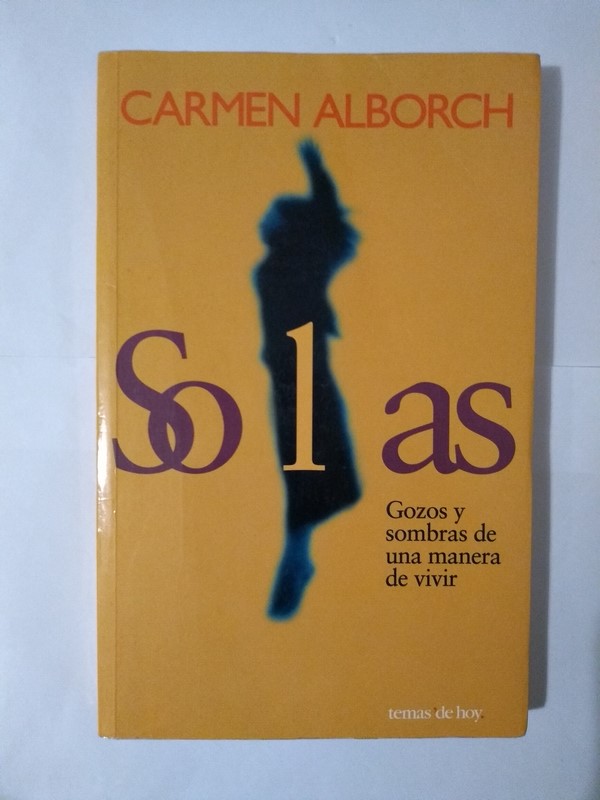 CARMEN ALBORCH
Solas
Gozos y
sombras de
una manera
de vivir
temas de hoy.